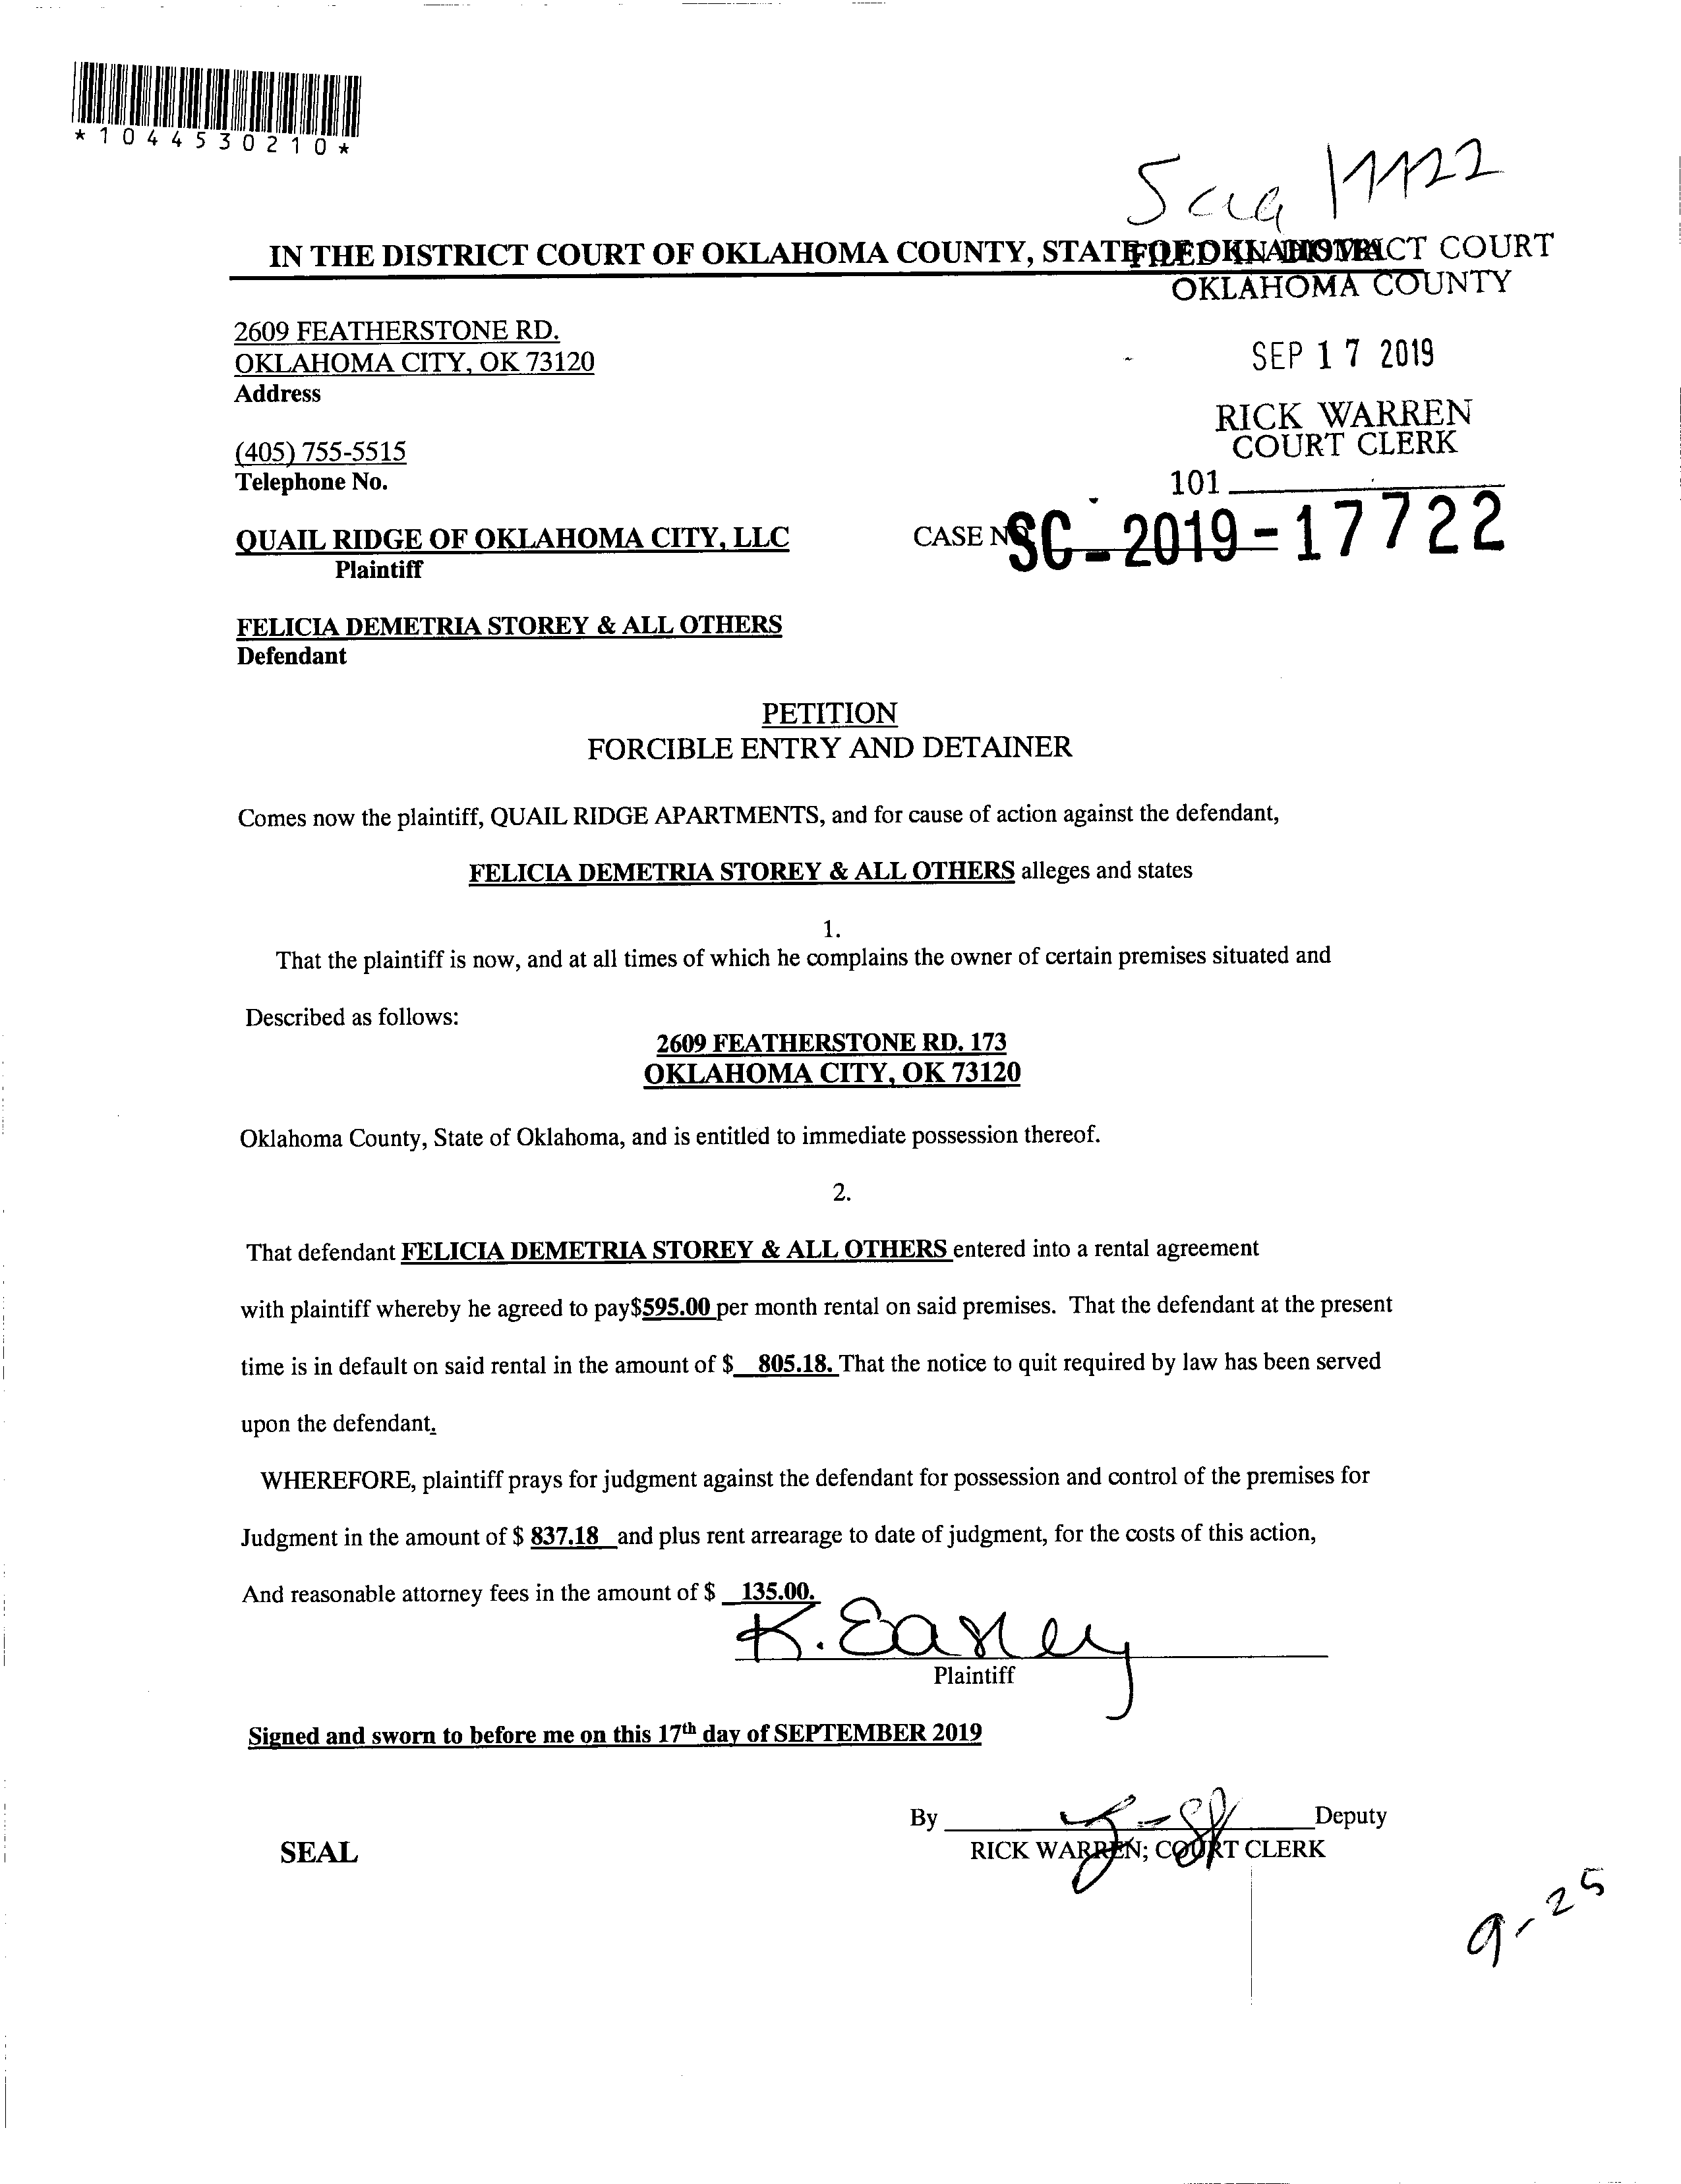 *1044530210*
17722
IN THE DISTRICT COURT OF OKLAHOMA COUNTY, STATE OF OKLAHOMA
FILED IN DISTRICT COURT
OKLAHOMA COUNTY
2609 FEATHERSTONE RD.
OKLAHOMA CITY, OK 73120
Address
SEP 17 2019
RICK WARREN
COURT CLERK
(405) 755-5515
Telephone No.
101
QUAIL RIDGE OF OKLAHOMA CITY, LLC
Plaintiff
CASE NO
SC - 2019 - 17722
FELICIA DEMETRIA STOREY & ALL OTHERS
Defendant
PETITION
FORCIBLE ENTRY AND DETAINER
Comes now the plaintiff, QUAIL RIDGE APARTMENTS, and for cause of action against the defendant,
FELICIA DEMETRIA STOREY & ALL OTHERS alleges and states
1.
That the plaintiff is now, and at all times of which he complains the owner of certain premises situated and
Described as follows:
2609 FEATHERSTONE RD. 173
OKLAHOMA CITY, OK 73120
Oklahoma County, State of Oklahoma, and is entitled to immediate possession thereof.
2.
That defendant FELICIA DEMETRIA STOREY & ALL OTHERS entered into a rental agreement
with plaintiff whereby he agreed to pay$595.00 per month rental on said premises. That the defendant at the present
time is in default on said rental in the amount of $ 805.18. That the notice to quit required by law has been served
upon the defendant.
WHEREFORE, plaintiff prays for judgment against the defendant for possession and control of the premises for
Judgment in the amount of $ 837.18 and plus rent arrearage to date of judgment, for the costs of this action,
And reasonable attorney fees in the amount of $ 135.00.
K. Earley
Plaintiff
Signed and sworn to before me on this 17th day of SEPTEMBER 2019
By Deputy
RICK WARREN; COURT CLERK
SEAL
9-25